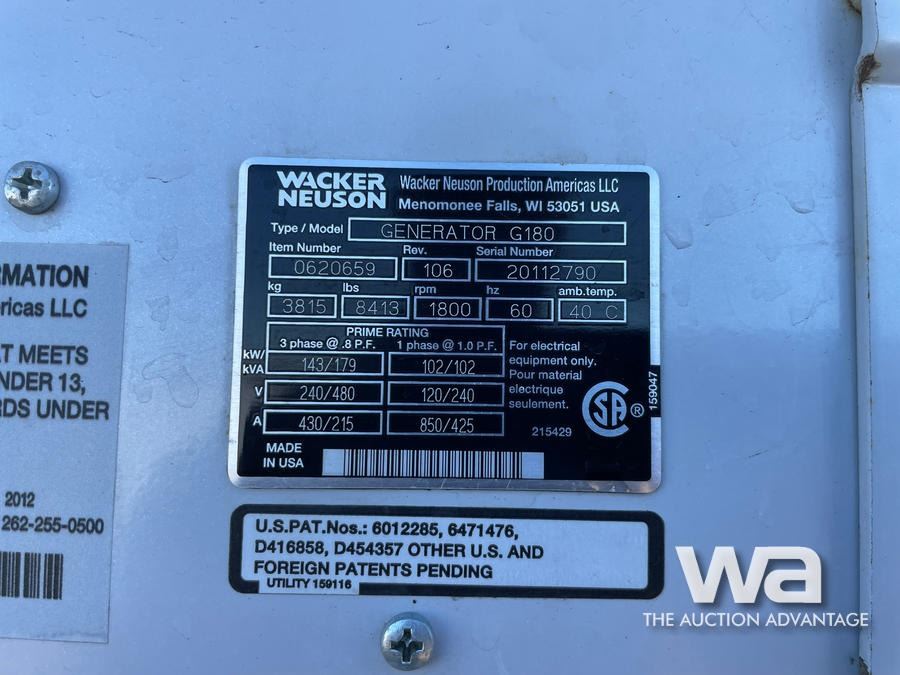 WACKER NEUSON
Wacker Neuson Production Americas LLC
Menomonee Falls, WI 53051 USA
Type / Model GENERATOR G180
Item Number Rev. Serial Number
0620659 106 20112790
kg lbs rpm hz amb.temp.
3815 8413 1800 60 40 C
PRIME RATING
3 phase @ .8 P.F. 1 phase @ 1.0 P.F.
kW/ kVA 143/179 102/102
V 240/480 120/240
A 430/215 850/425
For electrical
equipment only.
Pour material
electrique
seulement.
215429
SA ®
159047
MADE
IN USA
U.S.PAT.Nos.: 6012285, 6471476,
D416858, D454357 OTHER U.S. AND
FOREIGN PATENTS PENDING
UTILITY 159116
RMATION
ericas LLC
AT MEETS
NDER 13,
RDS UNDER
2012
262-255-0500
wa
THE AUCTION ADVANTAGE